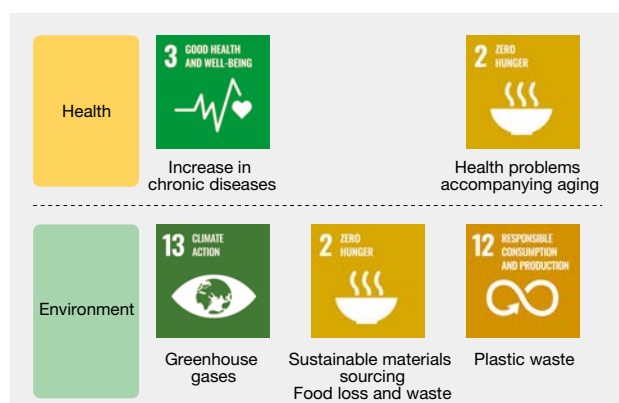 Health
3 GOOD HEALTH
AND WELL-BEING
Increase in
chronic diseases
2 ZERO
HUNGER
Health problems
accompanying aging
Environment
13 CLIMATE
ACTION
Greenhouse
gases
2 ZERO
HUNGER
Sustainable materials
sourcing
Food loss and waste
12 RESPONSIBLE
CONSUMPTION
AND PRODUCTION
Plastic waste